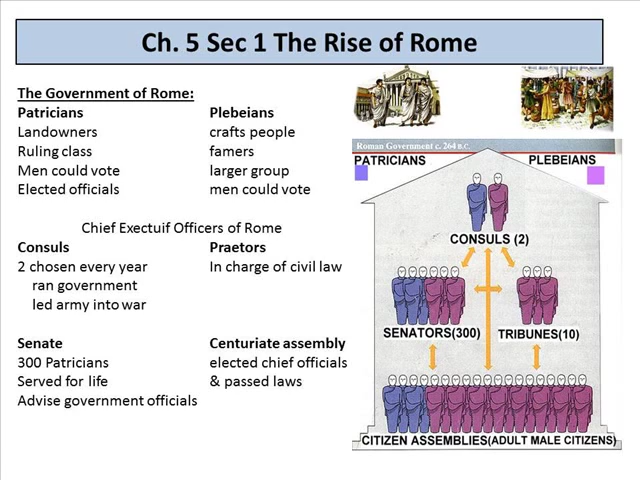 Ch. 5 Sec 1 The Rise of Rome
The Government of Rome:
Patricians Plebeians
Landowners crafts people
Ruling class famers
Men could vote larger group
Elected officials men could vote
Chief Exectuif Officers of Rome
Consuls Praetors
2 chosen every year In charge of civil law
ran government
led army into war
Senate Centuriate assembly
300 Patricians elected chief officials
Served for life & passed laws
Advise government officials
Roman Government c. 264 B.C.
PATRICIANS PLEBEIANS
CONSULS (2)
SENATORS(300) TRIBUNES(10)
CITIZEN ASSEMBLIES(ADULT MALE CITIZENS)